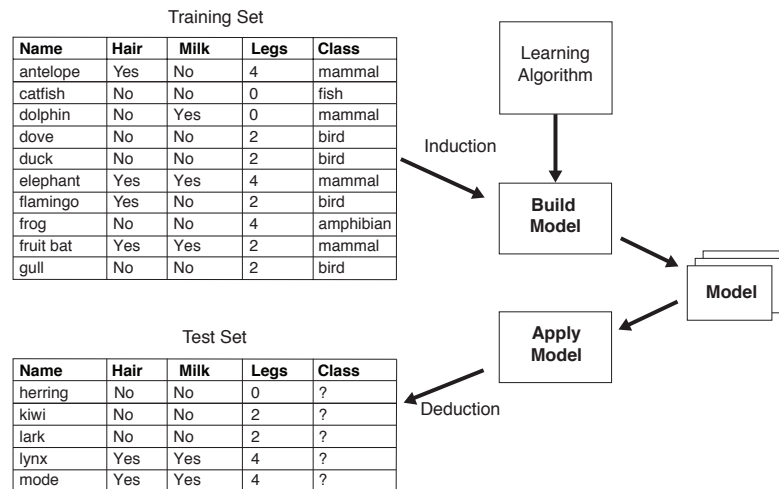 Training Set
Name Hair Milk Legs Class
antelope Yes No 4 mammal
catfish No No 0 fish
dolphin No Yes 0 mammal
dove No No 2 bird
duck No No 2 bird
elephant Yes Yes 4 mammal
flamingo Yes No 2 bird
frog No No 4 amphibian
fruit bat Yes Yes 2 mammal
gull No No 2 bird
Learning
Algorithm
Induction
Build
Model
Model
Apply
Model
Deduction
Test Set
Name Hair Milk Legs Class
herring No No 0 ?
kiwi No No 2 ?
lark No No 2 ?
lynx Yes Yes 4 ?
mode Yes Yes 4 ?